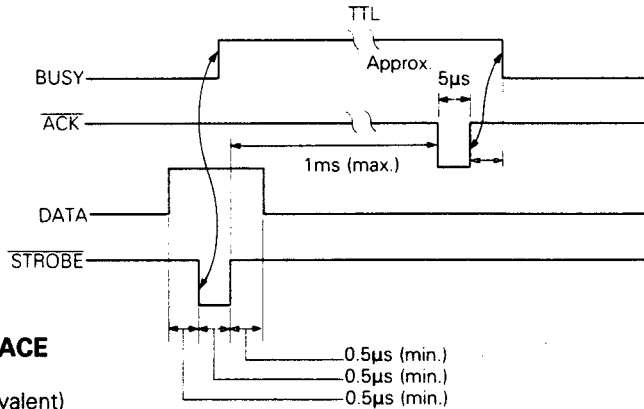 TTL
BUSY
Approx.
5µs
ACK
1ms (max.)
DATA
STROBE
ACE
0.5µs (min.)
0.5µs (min.)
valent)
0.5µs (min.)